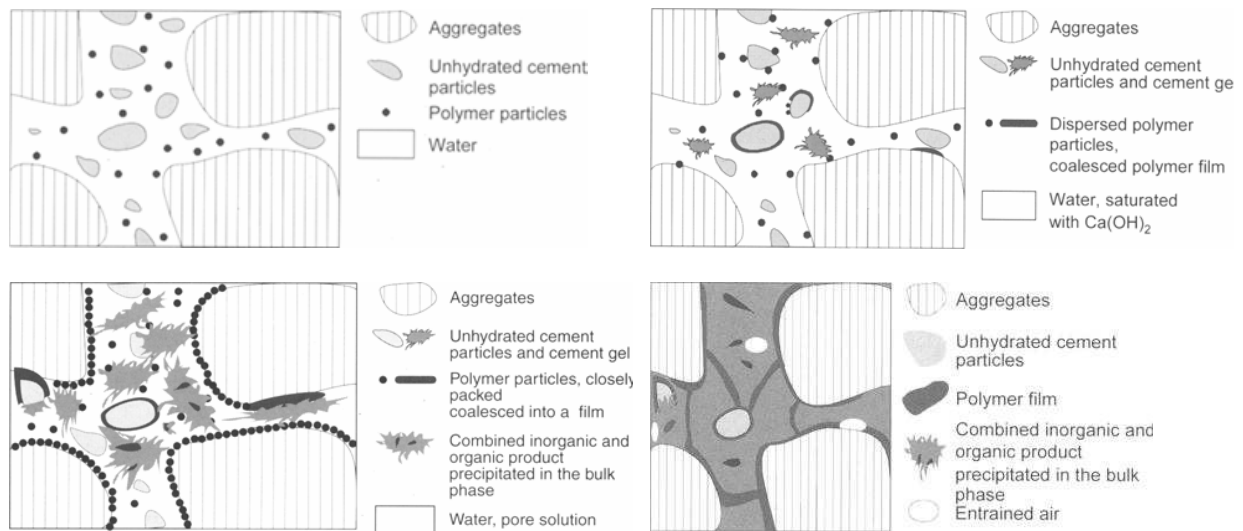 Aggregates
Unhydrated cement
particles
Polymer particles
Water
Aggregates
Unhydrated cement
particles and cement ge
Dispersed polymer
particles,
coalesced polymer film
Water, saturated
with Ca(OH)₂
Aggregates
Unhydrated cement
particles and cement gel
Polymer particles, closely
packed
coalesced into a film
Combined inorganic and
organic product
precipitated in the bulk
phase
Water, pore solution
Aggregates
Unhydrated cement
particles
Polymer film
Combined inorganic and
organic product
precipitated in the bulk
phase
Entrained air